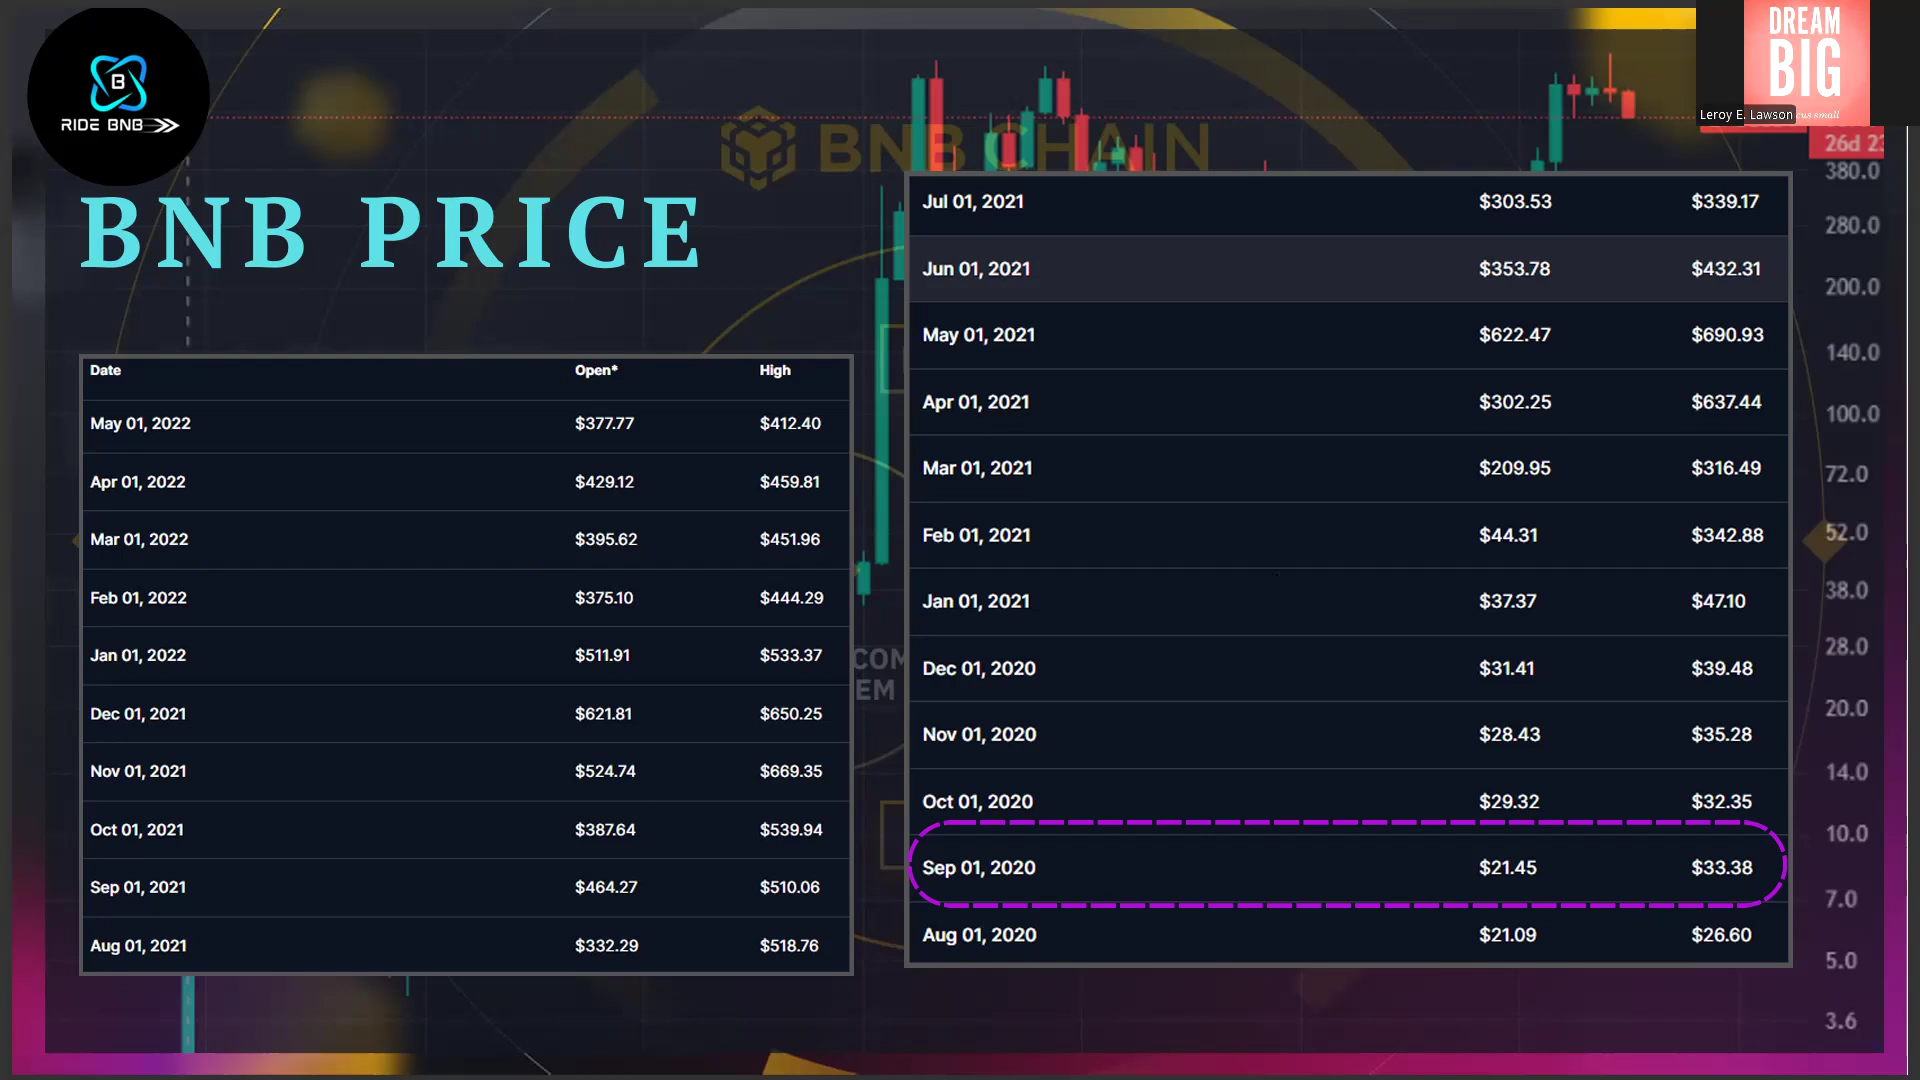 B
RIDE BNB
DREAM
BIG
Leroy E. Lawson
cus small
BNB CHAIN
BNB PRICE
Date Open* High
May 01, 2022 $377.77 $412.40
Apr 01, 2022 $429.12 $459.81
Mar 01, 2022 $395.62 $451.96
Feb 01, 2022 $375.10 $444.29
Jan 01, 2022 $511.91 $533.37
Dec 01, 2021 $621.81 $650.25
Nov 01, 2021 $524.74 $669.35
Oct 01, 2021 $387.64 $539.94
Sep 01, 2021 $464.27 $510.06
Aug 01, 2021 $332.29 $518.76
COM
EM
Jul 01, 2021 $303.53 $339.17
Jun 01, 2021 $353.78 $432.31
May 01, 2021 $622.47 $690.93
Apr 01, 2021 $302.25 $637.44
Mar 01, 2021 $209.95 $316.49
Feb 01, 2021 $44.31 $342.88
Jan 01, 2021 $37.37 $47.10
Dec 01, 2020 $31.41 $39.48
Nov 01, 2020 $28.43 $35.28
Oct 01, 2020 $29.32 $32.35
Sep 01, 2020 $21.45 $33.38
Aug 01, 2020 $21.09 $26.60
26d 23
380.0
280.0
200.0
140.0
100.0
72.0
52.0
38.0
28.0
20.0
14.0
10.0
7.0
5.0
3.6